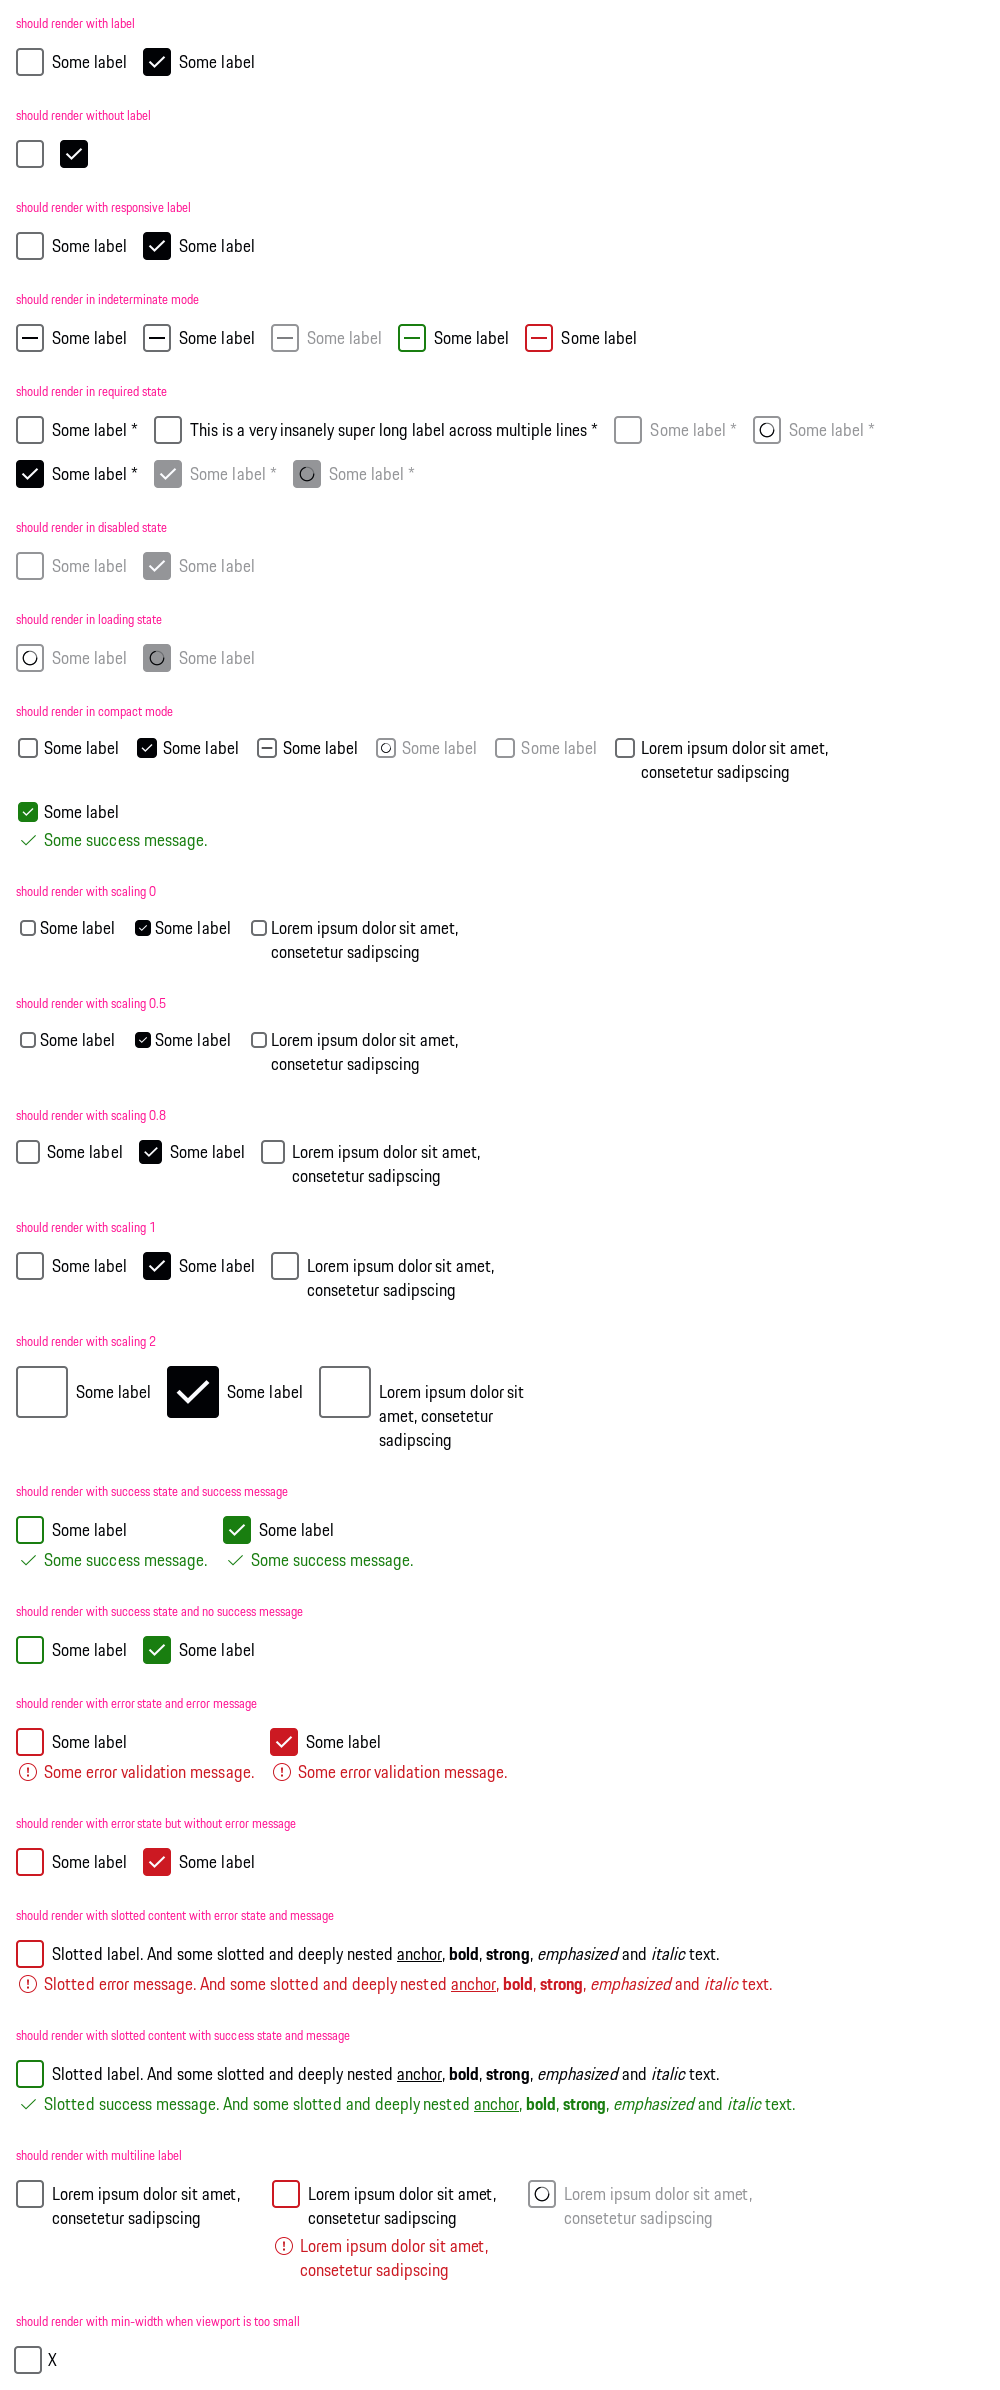 should render with label
Some label Some label
should render without label
should render with responsive label
Some label Some label
should render in indeterminate mode
Some label Some label Some label Some label Some label
should render in required state
Some label * This is a very insanely super long label across multiple lines * Some label * Some label *
Some label * Some label * Some label *
should render in disabled state
Some label Some label
should render in loading state
Some label Some label
should render in compact mode
Some label Some label Some label Some label Some label Lorem ipsum dolor sit amet,
consetetur sadipscing
Some label
Some success message.
should render with scaling 0
Some label Some label Lorem ipsum dolor sit amet,
consetetur sadipscing
should render with scaling 0.5
Some label Some label Lorem ipsum dolor sit amet,
consetetur sadipscing
should render with scaling 0.8
Some label Some label Lorem ipsum dolor sit amet,
consetetur sadipscing
should render with scaling 1
Some label Some label Lorem ipsum dolor sit amet,
consetetur sadipscing
should render with scaling 2
Some label Some label Lorem ipsum dolor sit
amet, consetetur
sadipscing
should render with success state and success message
Some label Some label
Some success message. Some success message.
should render with success state and no success message
Some label Some label
should render with error state and error message
Some label Some label
Some error validation message. Some error validation message.
should render with error state but without error message
Some label Some label
should render with slotted content with error state and message
Slotted label. And some slotted and deeply nested anchor, bold, strong, emphasized and italic text.
Slotted error message. And some slotted and deeply nested anchor, bold, strong, emphasized and italic text.
should render with slotted content with success state and message
Slotted label. And some slotted and deeply nested anchor, bold, strong, emphasized and italic text.
Slotted success message. And some slotted and deeply nested anchor, bold, strong, emphasized and italic text.
should render with multiline label
Lorem ipsum dolor sit amet, Lorem ipsum dolor sit amet, Lorem ipsum dolor sit amet,
consetetur sadipscing consetetur sadipscing consetetur sadipscing
Lorem ipsum dolor sit amet,
consetetur sadipscing
should render with min-width when viewport is too small
X